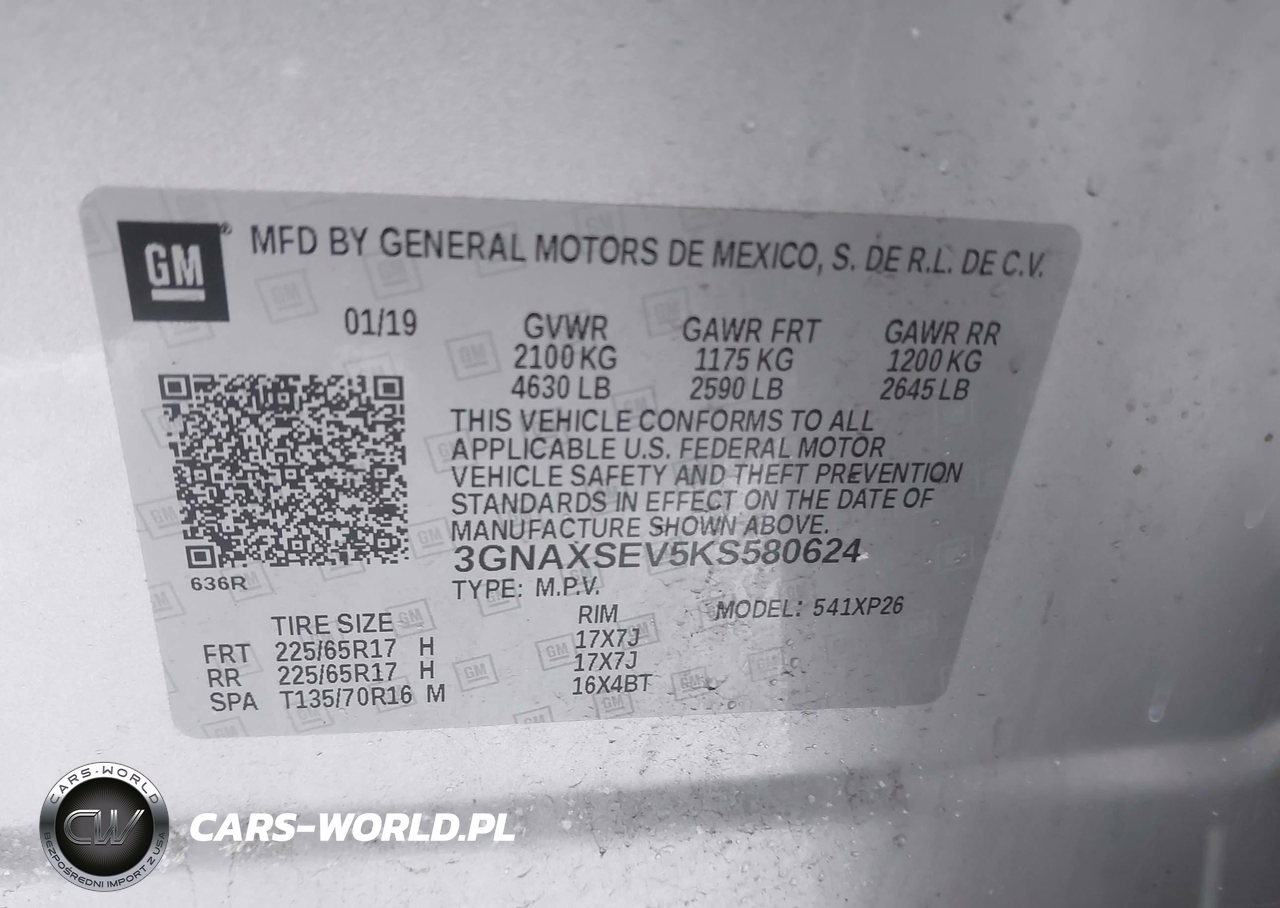 GM® MFD BY GENERAL MOTORS DE MEXICO, S. DE R.L. DE C.V.
01/19 GVWR GAWR FRT GAWR RR
2100 KG 1175 KG 1200 KG
4630 LB 2590 LB 2645 LB
THIS VEHICLE CONFORMS TO ALL
APPLICABLE U.S. FEDERAL MOTOR
VEHICLE SAFETY AND THEFT PREVENTION
STANDARDS IN EFFECT ON THE DATE OF
MANUFACTURE SHOWN ABOVE.
3GNAXSEV5KS580624
636R
TYPE: M.P.V.
MODEL: 541XP26
TIRE SIZE RIM
FRT 225/65R17 H 17X7J
RR 225/65R17 H 17X7J
SPA T135/70R16 M 16X4BT
CARS-WORLD
CW
BEZPOŚREDNI IMPORT Z USA
CARS-WORLD.PL